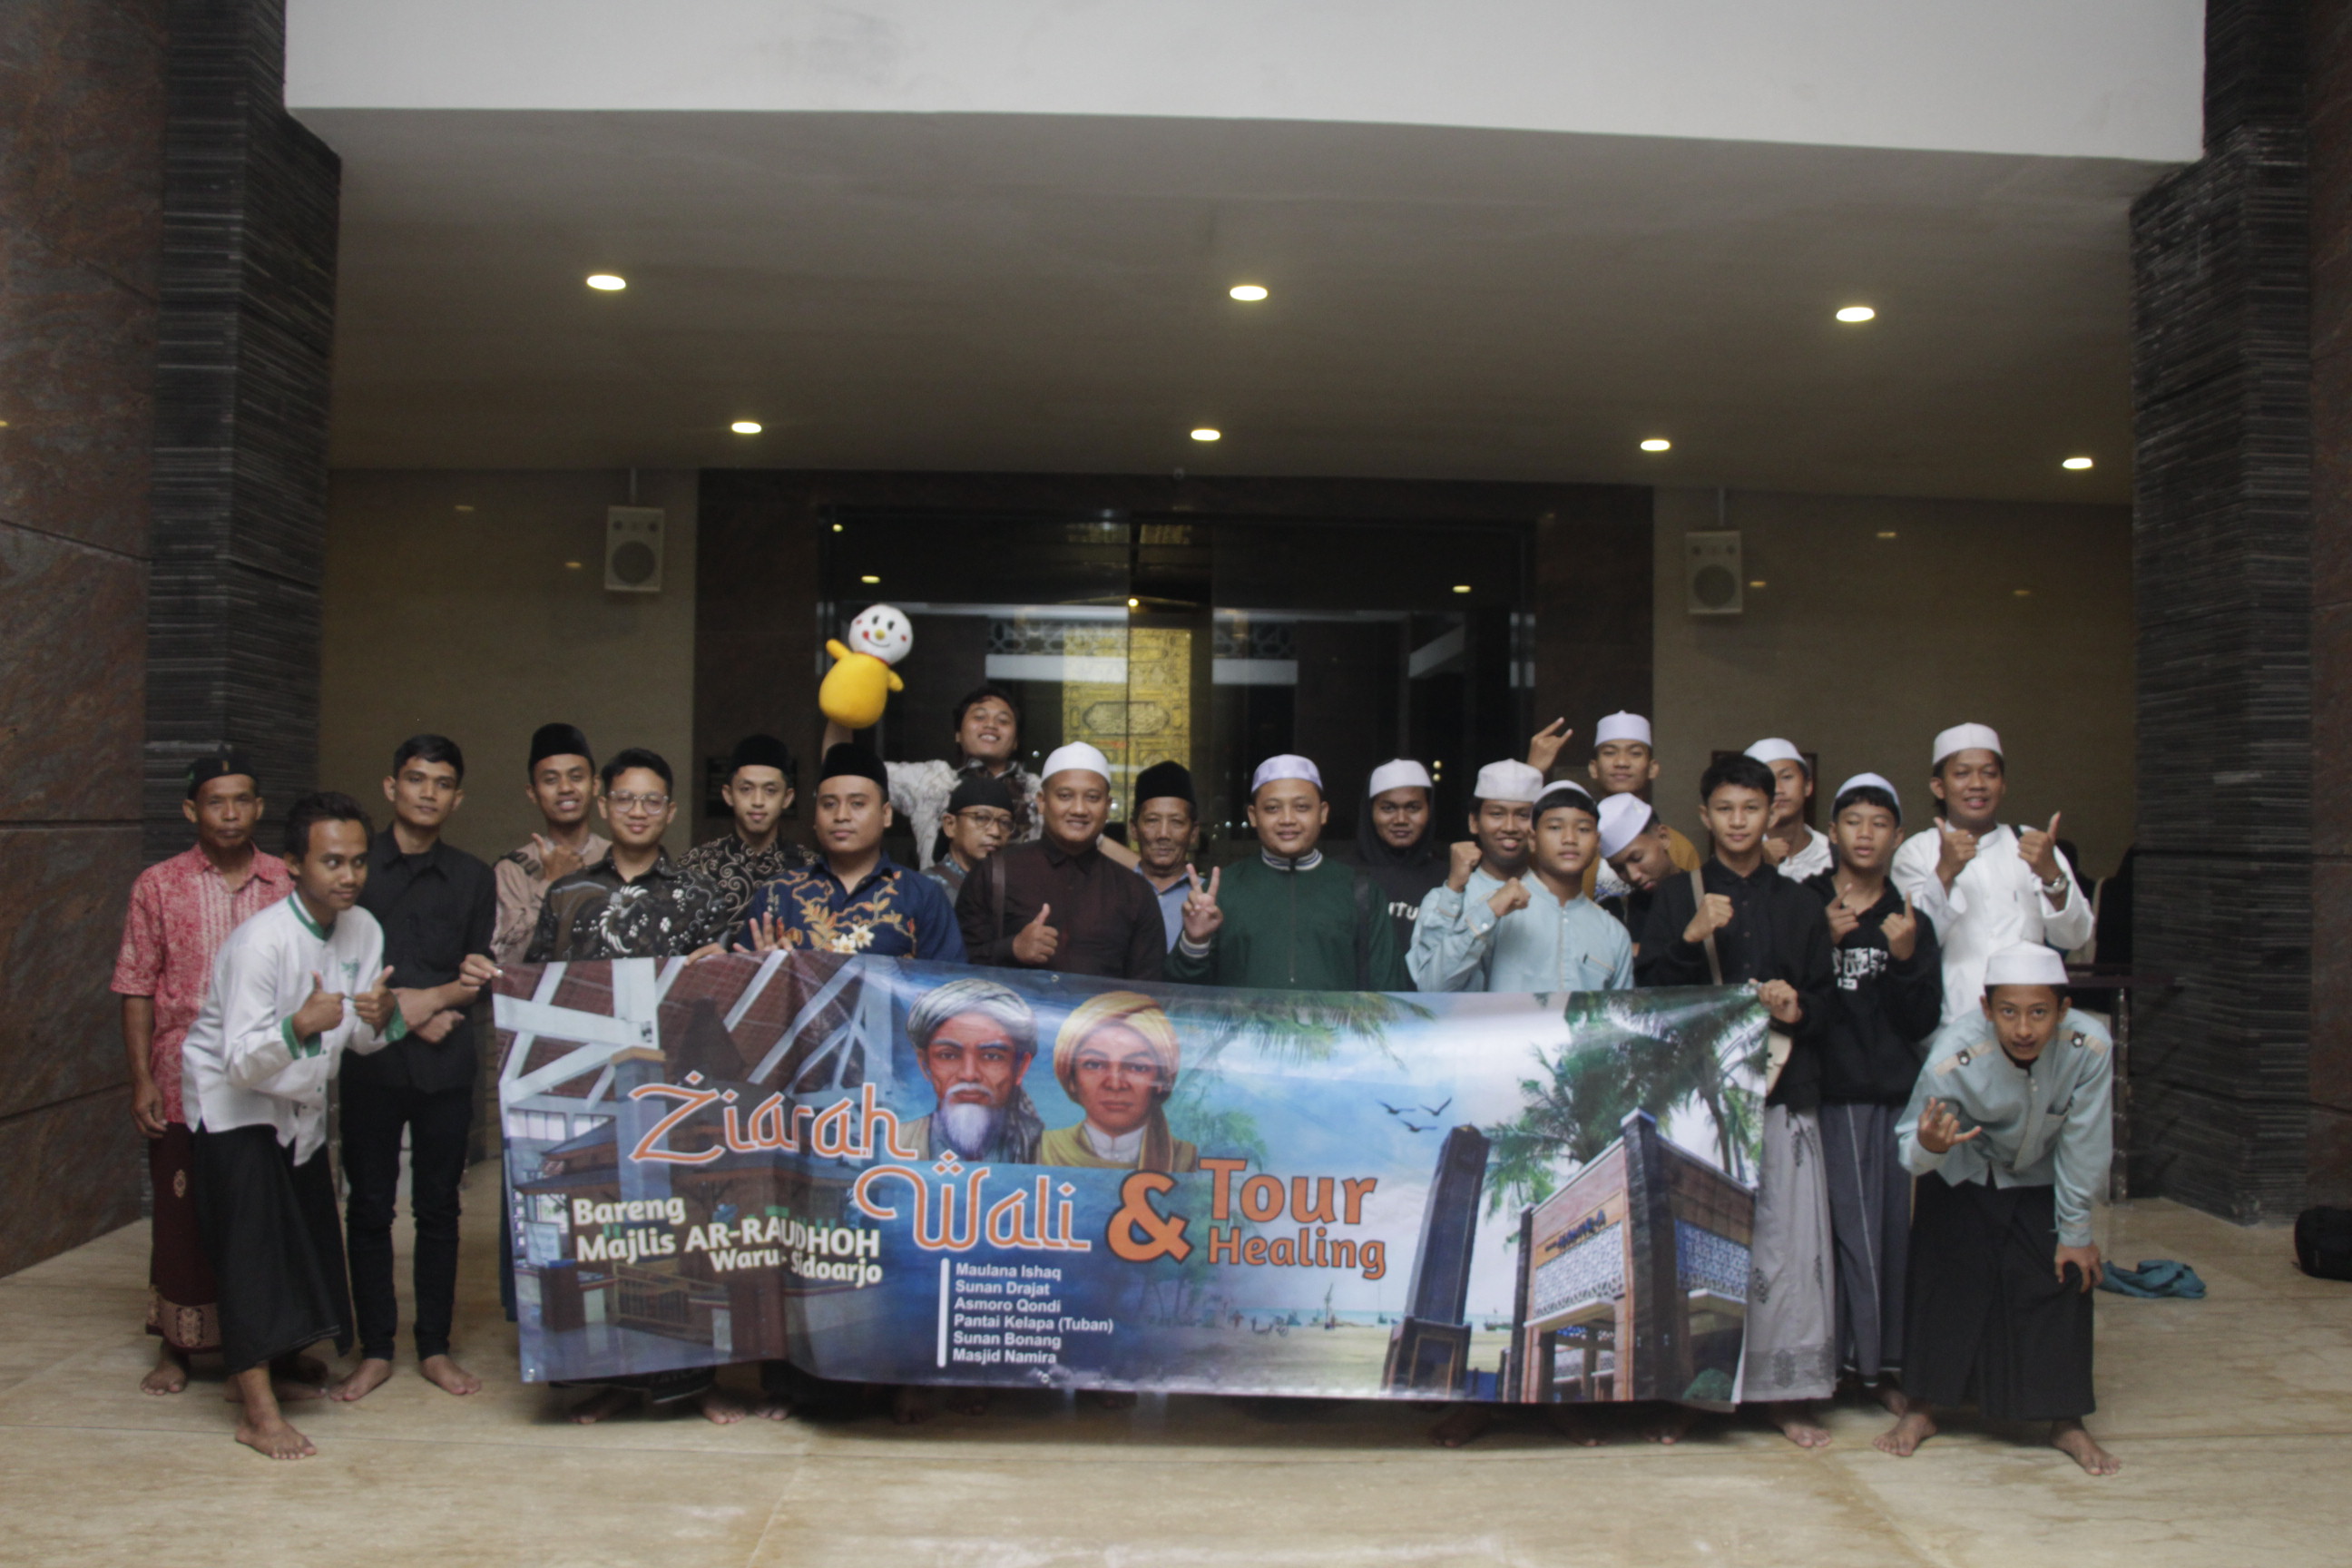 Ziarah
Wali
& Tour
Healing
Bareng
Majlis AR-RAUDHOH
Waru - Sidoarjo
Maulana Ishaq
Sunan Drajat
Asmoro Qondi
Pantai Kelapa (Tuban)
Sunan Bonang
Masjid Namira
NAMIRA